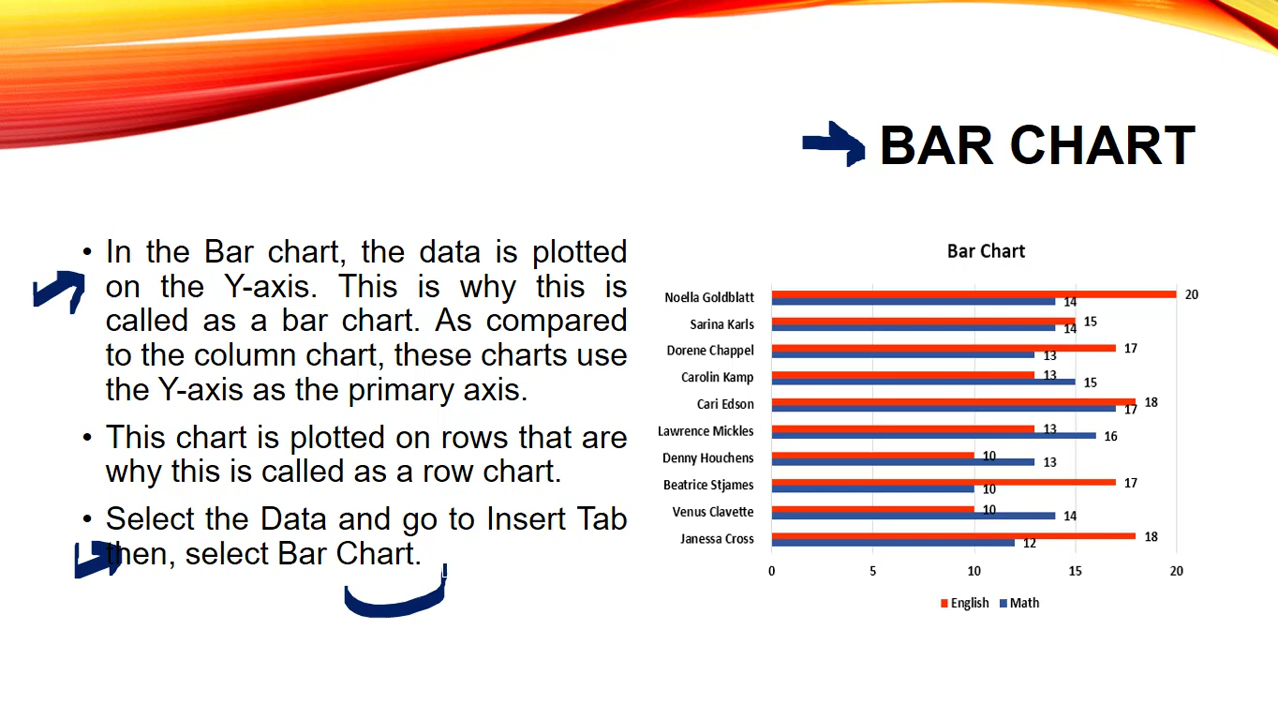 BAR CHART
• In the Bar chart, the data is plotted
on the Y-axis. This is why this is
called as a bar chart. As compared
to the column chart, these charts use
the Y-axis as the primary axis.
• This chart is plotted on rows that are
why this is called as a row chart.
• Select the Data and go to Insert Tab
then, select Bar Chart.
Bar Chart
Noella Goldblatt 20 14
Sarina Karls 15 14
Dorene Chappel 17 13
Carolin Kamp 13 15
Cari Edson 18 17
Lawrence Mickles 13 16
Denny Houchens 10 13
Beatrice Stjames 17 10
Venus Clavette 10 14
Janessa Cross 18 12
0 5 10 15 20
English Math